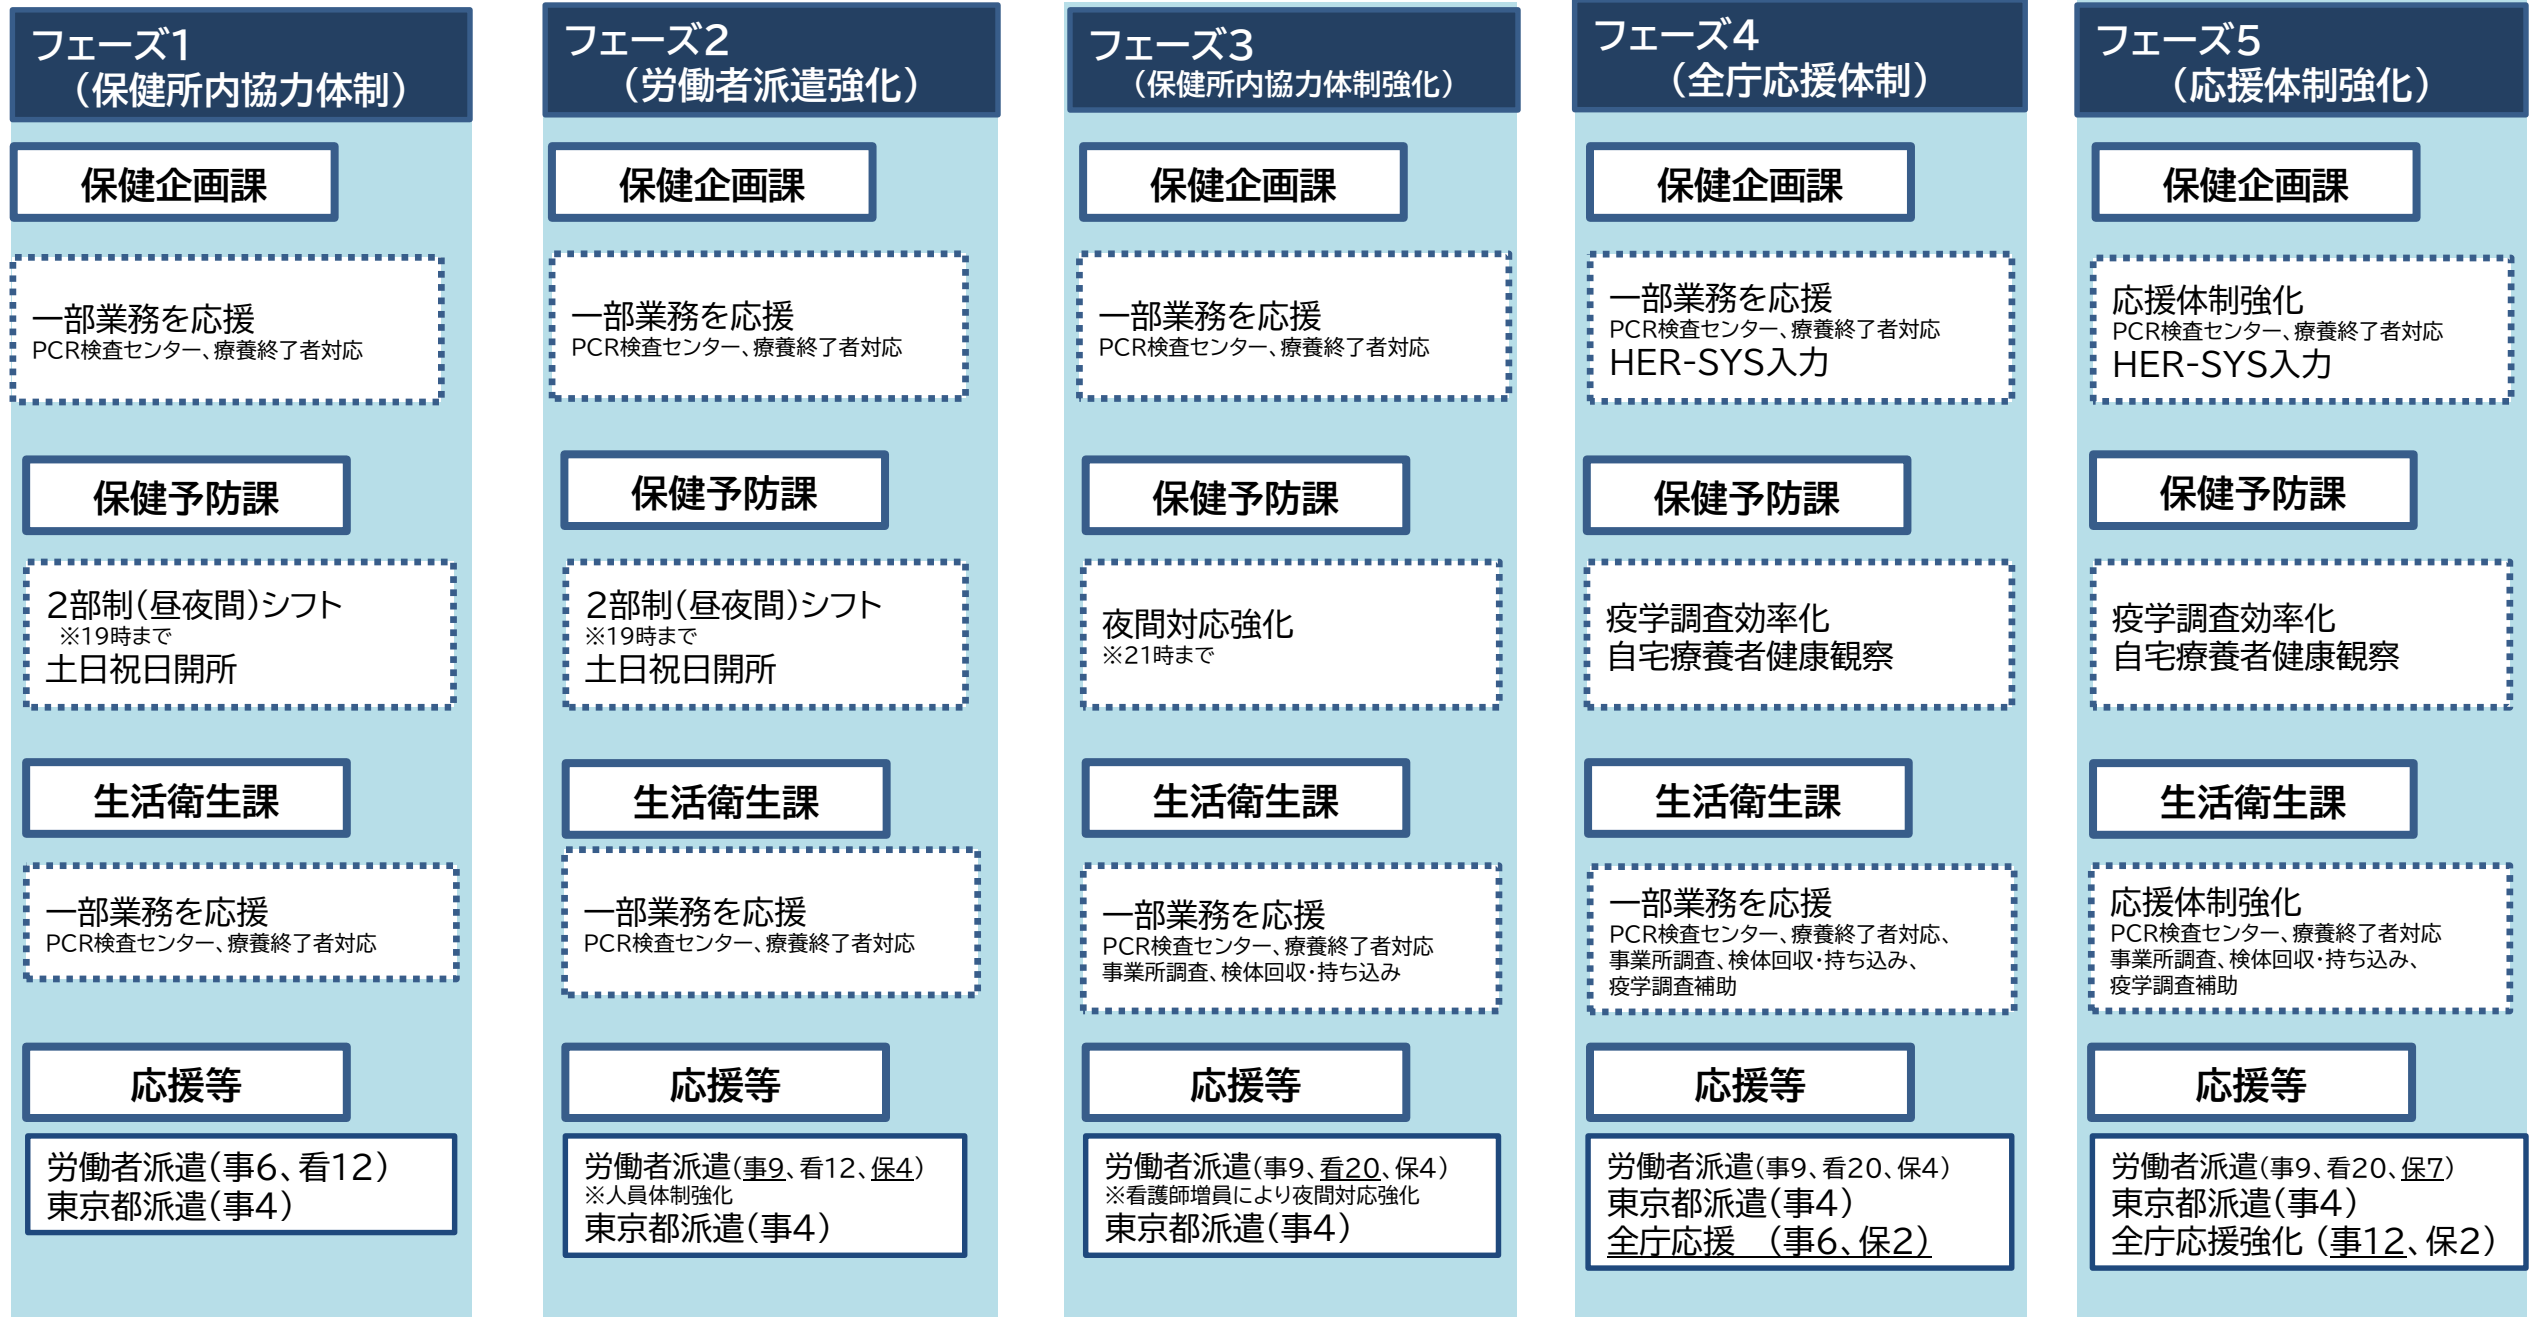 フェーズ1
（保健所内協力体制）
保健企画課
一部業務を応援
PCR検査センター、療養終了者対応
保健予防課
2部制（昼夜間）シフト
※19時まで
土日祝日開所
生活衛生課
一部業務を応援
PCR検査センター、療養終了者対応
応援等
労働者派遣（事6、看12）
東京都派遣（事4）
フェーズ2
（労働者派遣強化）
保健企画課
一部業務を応援
PCR検査センター、療養終了者対応
保健予防課
2部制（昼夜間）シフト
※19時まで
土日祝日開所
生活衛生課
一部業務を応援
PCR検査センター、療養終了者対応
応援等
労働者派遣（事9、看12、保4）
※人員体制強化
東京都派遣（事4）
フェーズ3
（保健所内協力体制強化）
保健企画課
一部業務を応援
PCR検査センター、療養終了者対応
保健予防課
夜間対応強化
※21時まで
生活衛生課
一部業務を応援
PCR検査センター、療養終了者対応
事業所調査、検体回収・持ち込み
応援等
労働者派遣（事9、看20、保4）
※看護師増員により夜間対応強化
東京都派遣（事4）
フェーズ4
（全庁応援体制）
保健企画課
一部業務を応援
PCR検査センター、療養終了者対応
HER-SYS入力
保健予防課
疫学調査効率化
自宅療養者健康観察
生活衛生課
一部業務を応援
PCR検査センター、療養終了者対応、
事業所調査、検体回収・持ち込み、
疫学調査補助
応援等
労働者派遣（事9、看20、保4）
東京都派遣（事4）
全庁応援　（事6、保2）
フェーズ5
（応援体制強化）
保健企画課
応援体制強化
PCR検査センター、療養終了者対応
HER-SYS入力
保健予防課
疫学調査効率化
自宅療養者健康観察
生活衛生課
応援体制強化
PCR検査センター、療養終了者対応
事業所調査、検体回収・持ち込み、
疫学調査補助
応援等
労働者派遣（事9、看20、保7）
東京都派遣（事4）
全庁応援強化（事12、保2）